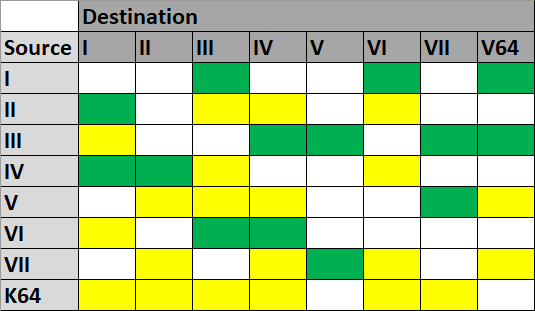 Destination
Source I II III IV V VI VII V64
I
II
III
IV
V
VI
VII
K64